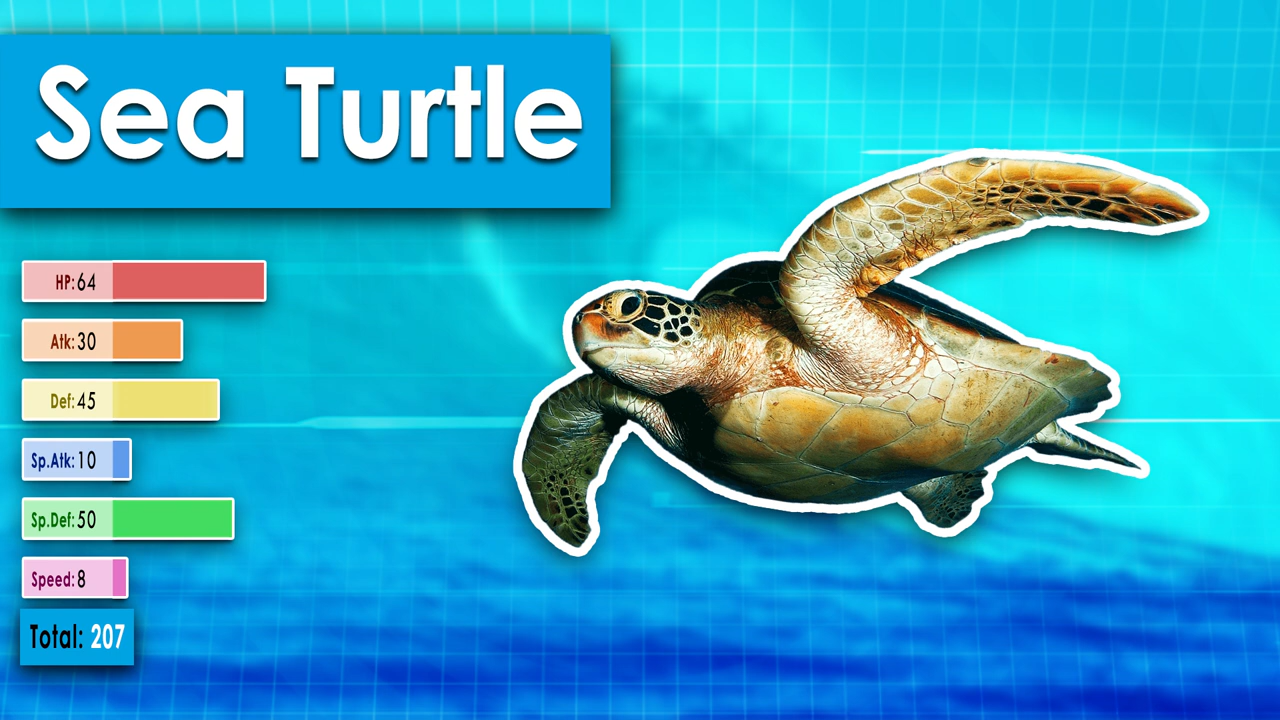 Sea Turtle
HP: 64
Atk: 30
Def: 45
Sp.Atk: 10
Sp.Def: 50
Speed: 8
Total: 207